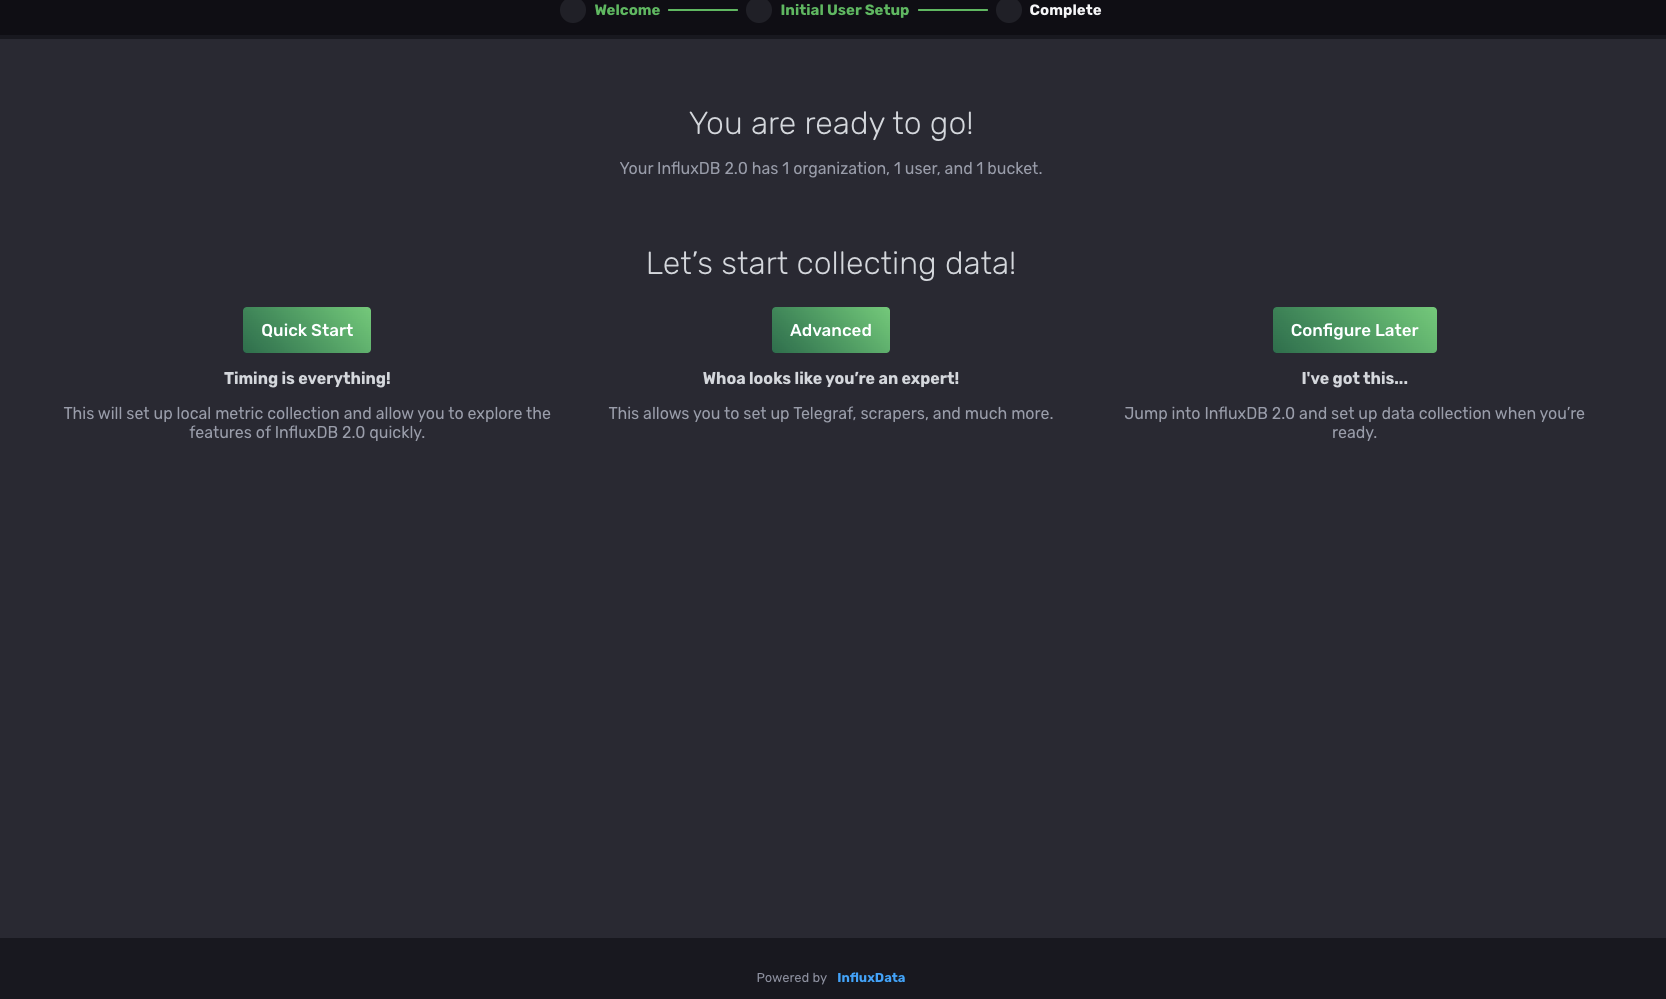 Welcome Initial User Setup Complete
You are ready to go!
Your InfluxDB 2.0 has 1 organization, 1 user, and 1 bucket.
Let’s start collecting data!
Quick Start
Timing is everything!
This will set up local metric collection and allow you to explore the
features of InfluxDB 2.0 quickly.
Advanced
Whoa looks like you’re an expert!
This allows you to set up Telegraf, scrapers, and much more.
Configure Later
I've got this...
Jump into InfluxDB 2.0 and set up data collection when you’re
ready.
Powered by InfluxData